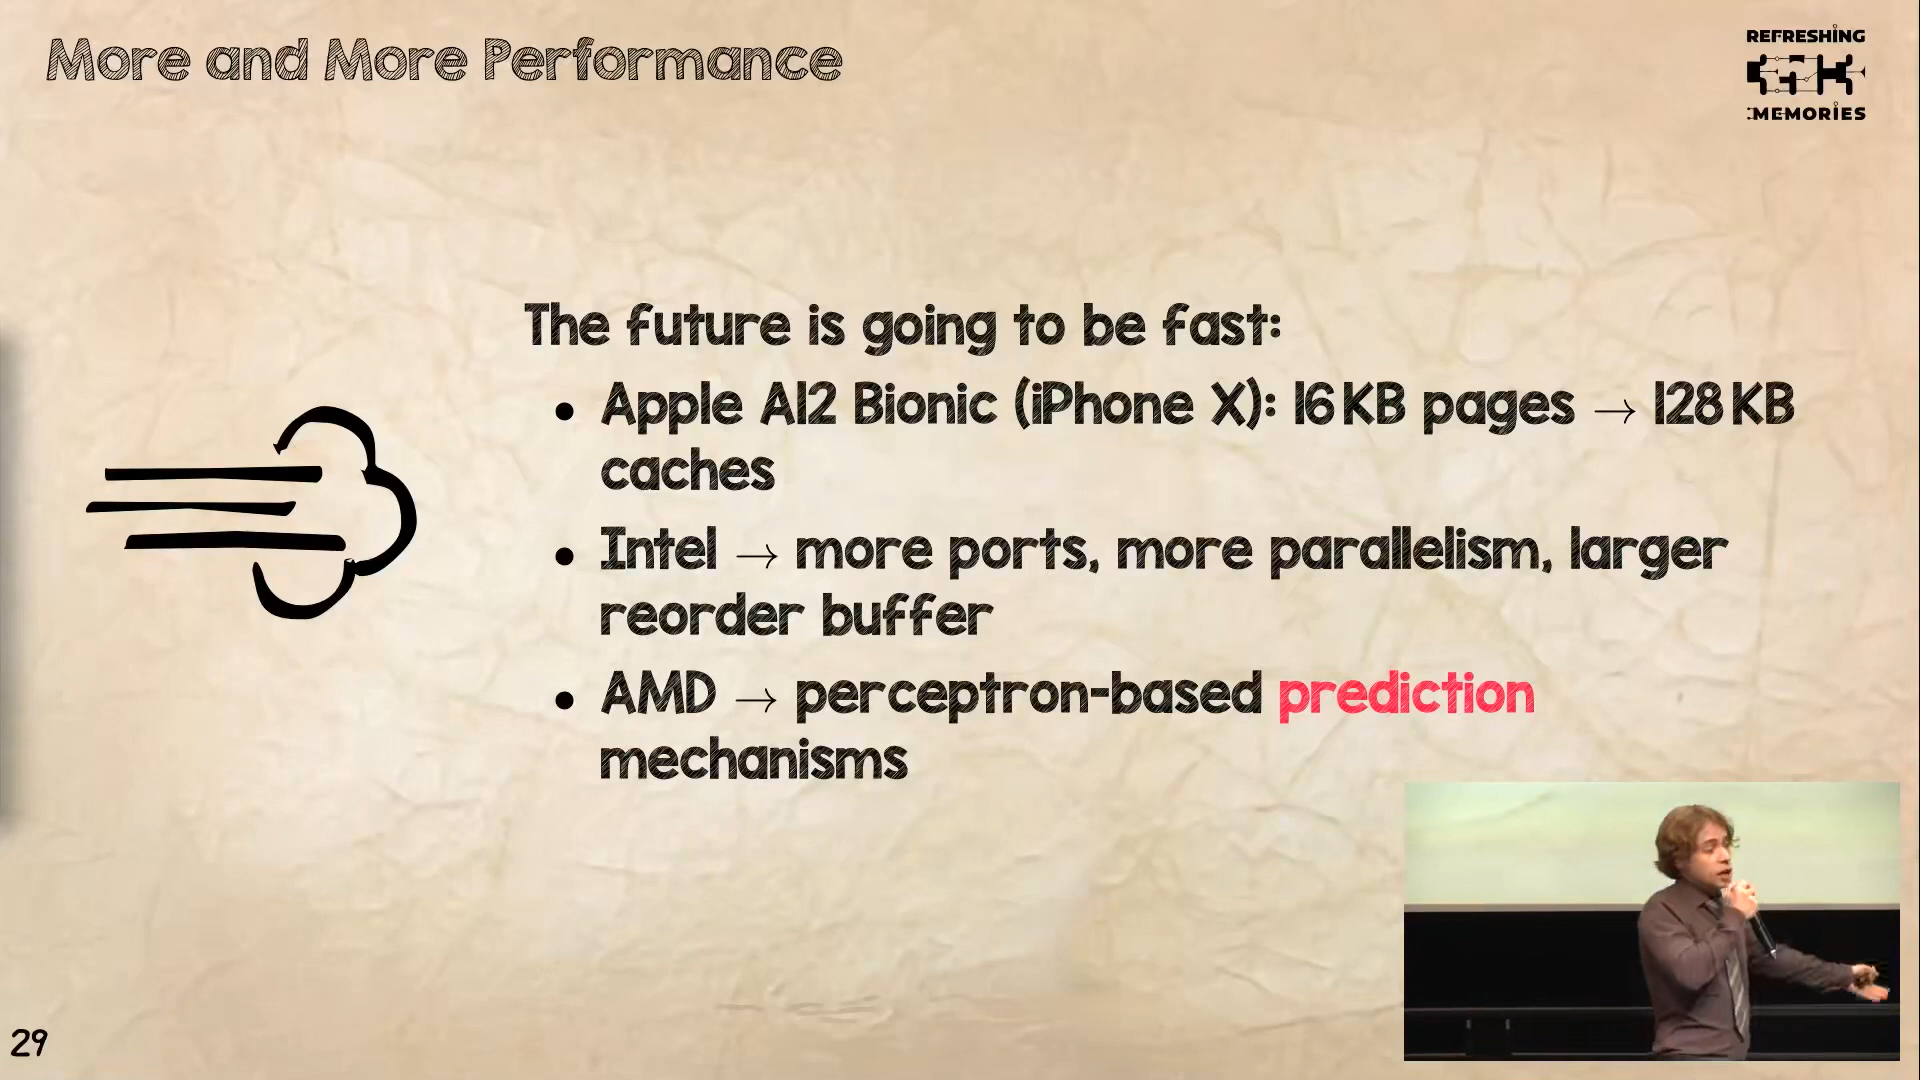 More and More Performance
REFRESHING
35C3
MEMORIES
The future is going to be fast:
• Apple A12 Bionic (iPhone X): 16 KB pages → 128 KB
caches
• Intel → more ports, more parallelism, larger
reorder buffer
• AMD → perceptron-based prediction
mechanisms
29